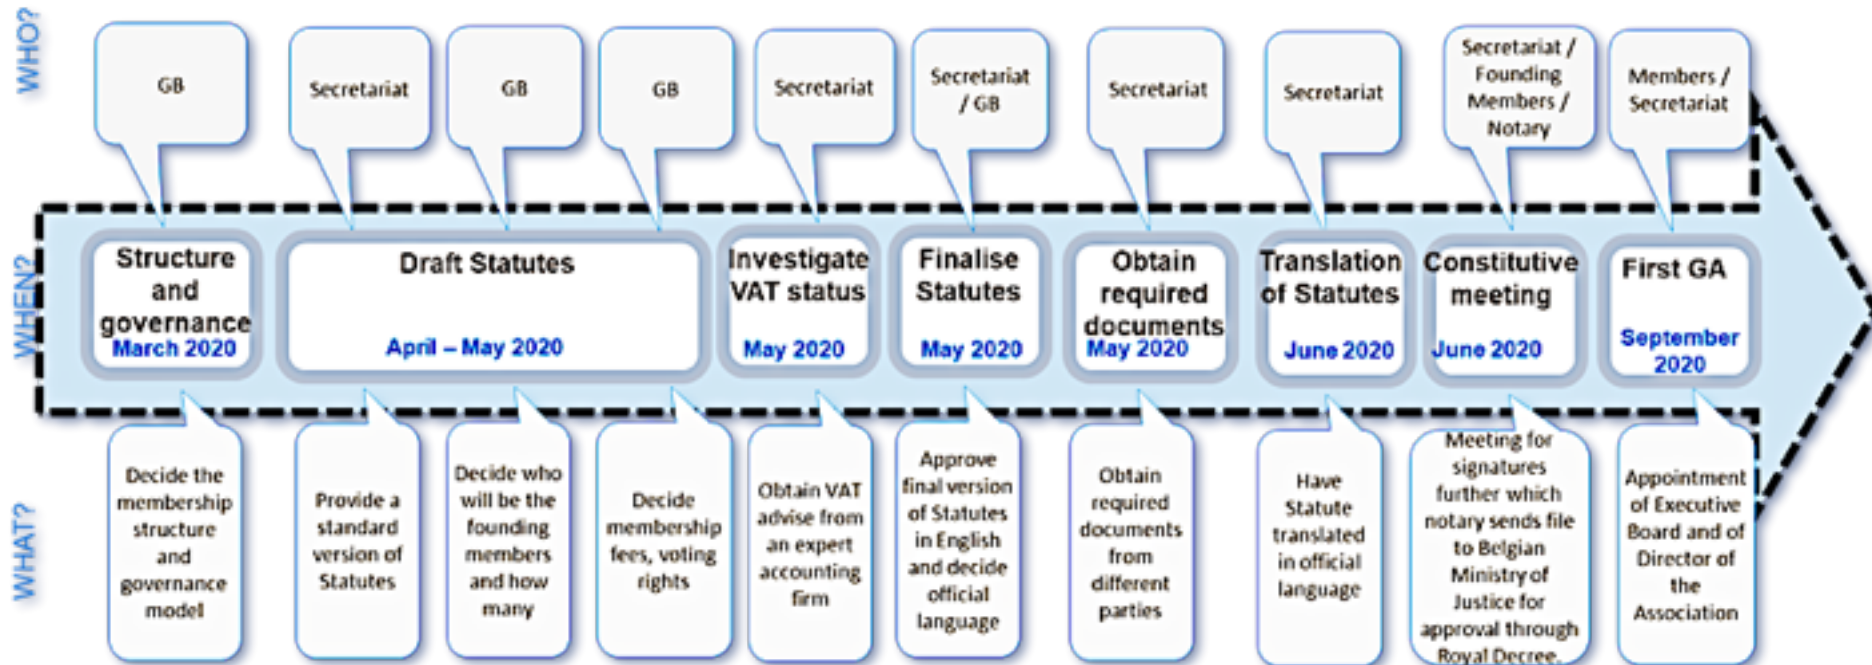 WHO?
GB
Secretariat
GB
GB
Secretariat
Secretariat
/ GB
Secretariat
Secretariat
Secretariat /
Founding
Members /
Notary
Members /
Secretariat
WHEN?
Structure
and
governance
March 2020
Draft Statutes
April – May 2020
Investigate
VAT status
May 2020
Finalise
Statutes
May 2020
Obtain
required
documents
May 2020
Translation
of Statutes
June 2020
Constitutive
meeting
June 2020
First GA
September
2020
WHAT?
Decide the
membership
structure
and
governance
model
Provide a
standard
version of
Statutes
Decide who
will be the
founding
members
and how
many
Decide
membership
fees, voting
rights
Obtain VAT
advise from
an expert
accounting
firm
Approve
final version
of Statutes
in English
and decide
official
language
Obtain
required
documents
from
different
parties
Have
Statute
translated
in official
language
Meeting for
signatures
further which
notary sends file
to Belgian
Ministry of
Justice for
approval through
Royal Decree.
Appointment
of Executive
Board and of
Director of
the
Association